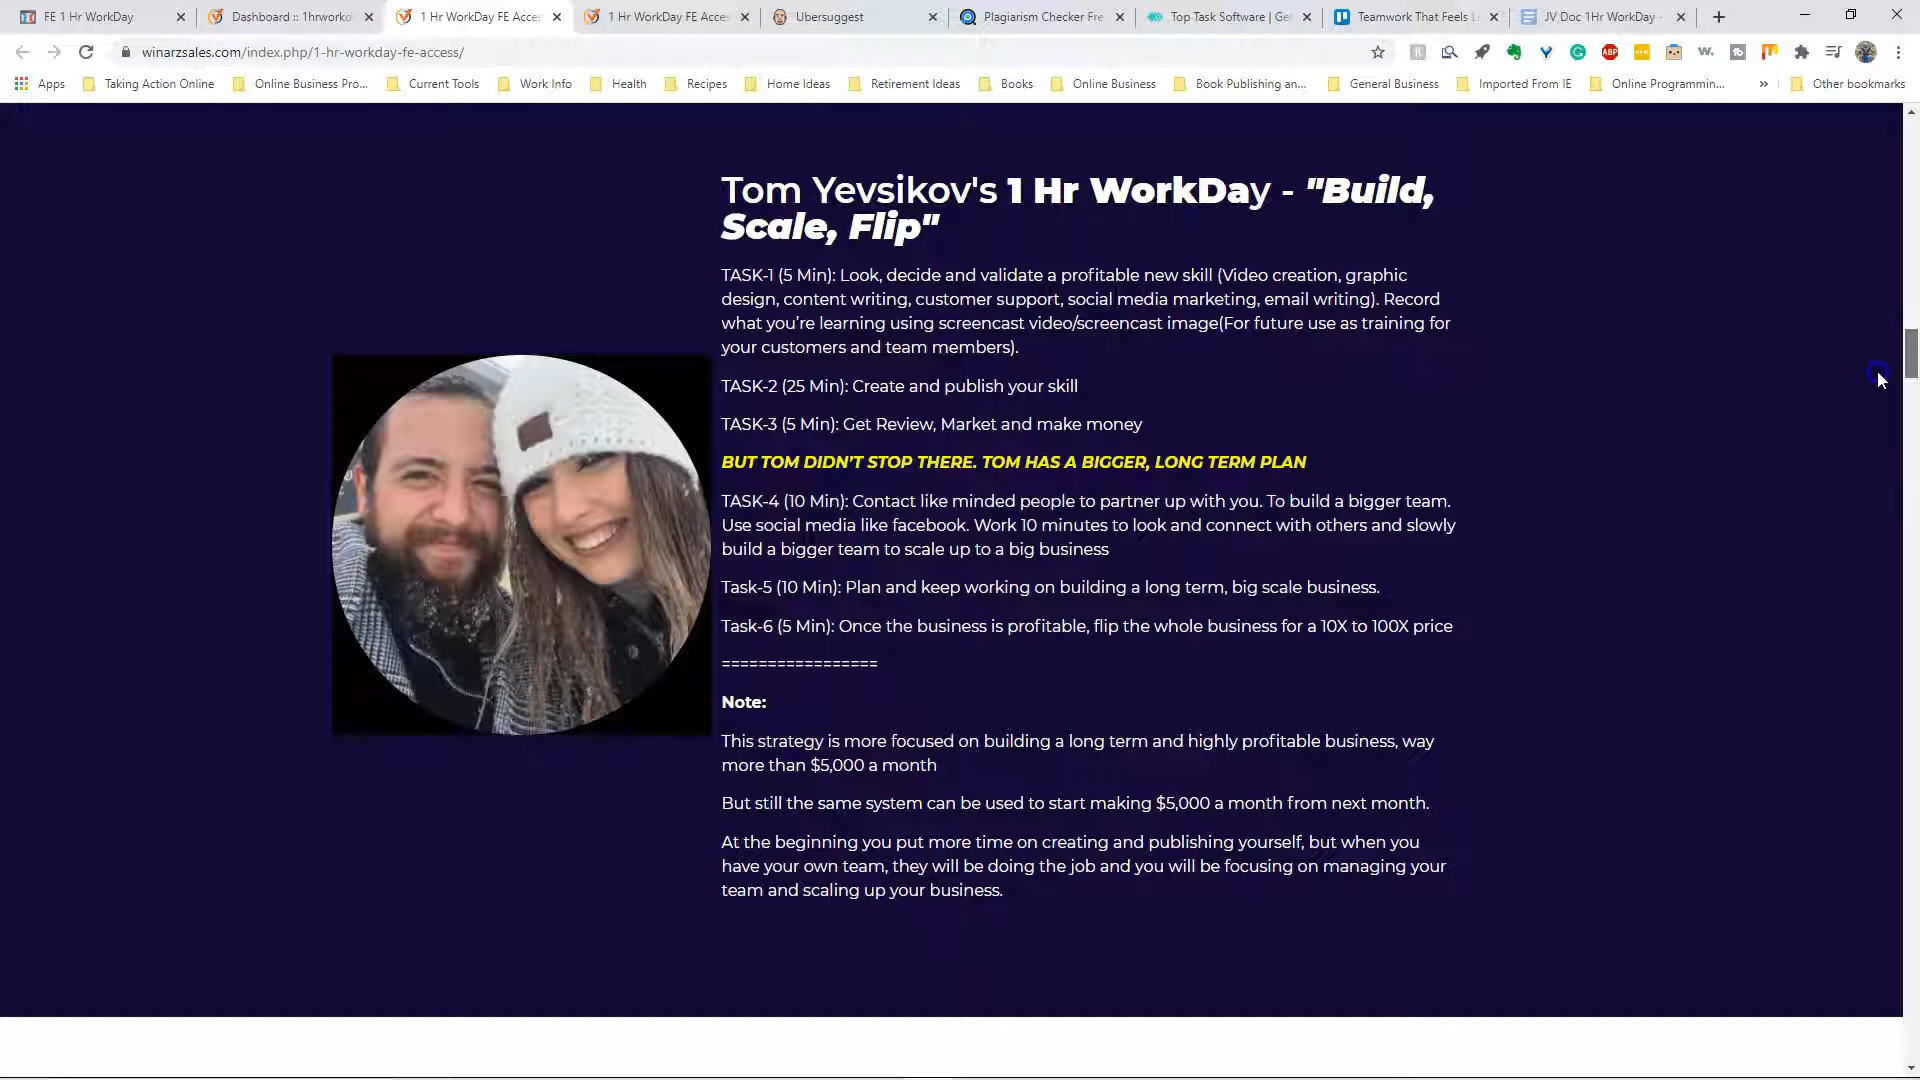 FE 1 Hr WorkDay
Dashboard :: 1hrworkd
1 Hr WorkDay FE Acce
1 Hr WorkDay FE Acce
Ubersuggest
Plagiarism Checker Fre
Top Task Software | Ge
Teamwork That Feels L
JV Doc 1Hr WorkDay -
winarzsales.com/index.php/1-hr-workday-fe-access/
Apps
Taking Action Online
Online Business Pro...
Current Tools
Work Info
Health
Recipes
Home Ideas
Retirement Ideas
Books
Online Business
Book Publishing an...
General Business
Imported From IE
Online Programmin...
»
Other bookmarks
Tom Yevsikov's 1 Hr WorkDay - "Build,
Scale, Flip"
TASK-1 (5 Min): Look, decide and validate a profitable new skill (Video creation, graphic
design, content writing, customer support, social media marketing, email writing). Record
what you’re learning using screencast video/screencast image(For future use as training for
your customers and team members).
TASK-2 (25 Min): Create and publish your skill
TASK-3 (5 Min): Get Review, Market and make money
BUT TOM DIDN’T STOP THERE. TOM HAS A BIGGER, LONG TERM PLAN
TASK-4 (10 Min): Contact like minded people to partner up with you. To build a bigger team.
Use social media like facebook. Work 10 minutes to look and connect with others and slowly
build a bigger team to scale up to a big business
Task-5 (10 Min): Plan and keep working on building a long term, big scale business.
Task-6 (5 Min): Once the business is profitable, flip the whole business for a 10X to 100X price
=================
Note:
This strategy is more focused on building a long term and highly profitable business, way
more than $5,000 a month
But still the same system can be used to start making $5,000 a month from next month.
At the beginning you put more time on creating and publishing yourself, but when you
have your own team, they will be doing the job and you will be focusing on managing your
team and scaling up your business.